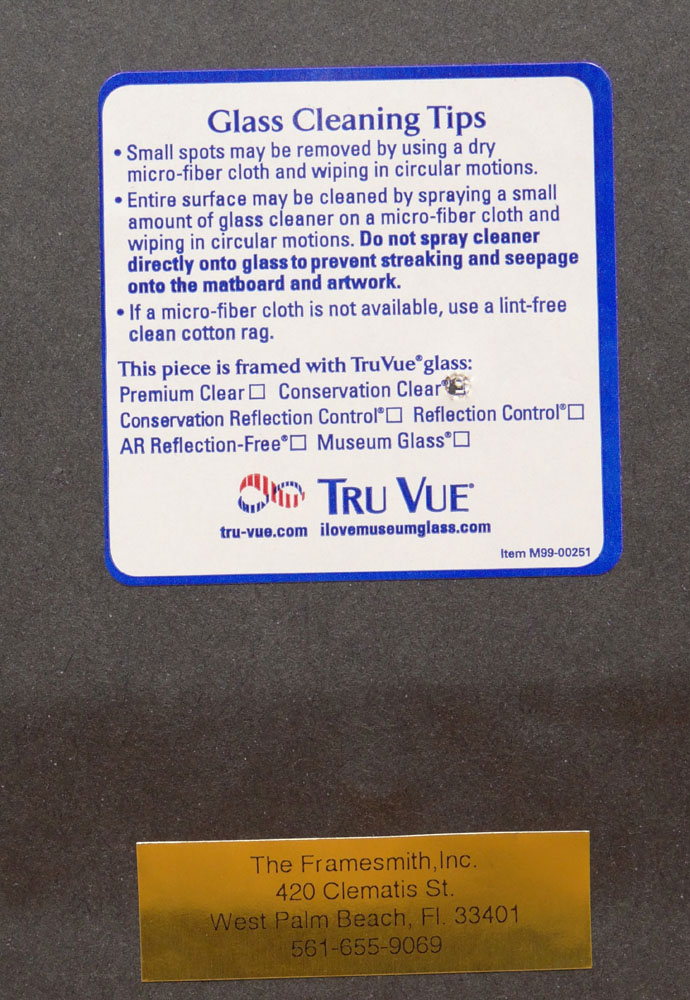 Glass Cleaning Tips
• Small spots may be removed by using a dry
micro-fiber cloth and wiping in circular motions.
• Entire surface may be cleaned by spraying a small
amount of glass cleaner on a micro-fiber cloth and
wiping in circular motions. Do not spray cleaner
directly onto glass to prevent streaking and seepage
onto the matboard and artwork.
• If a micro-fiber cloth is not available, use a lint-free
clean cotton rag.
This piece is framed with Tru Vue® glass:
Premium Clear ☐ Conservation Clear® ☐
Conservation Reflection Control® ☐ Reflection Control® ☐
AR Reflection-Free® ☐ Museum Glass® ☐
TRU VUE®
tru-vue.com ilovemuseumglass.com
Item M99-00251
The Framesmith,Inc.
420 Clematis St.
West Palm Beach, Fl. 33401
561-655-9069